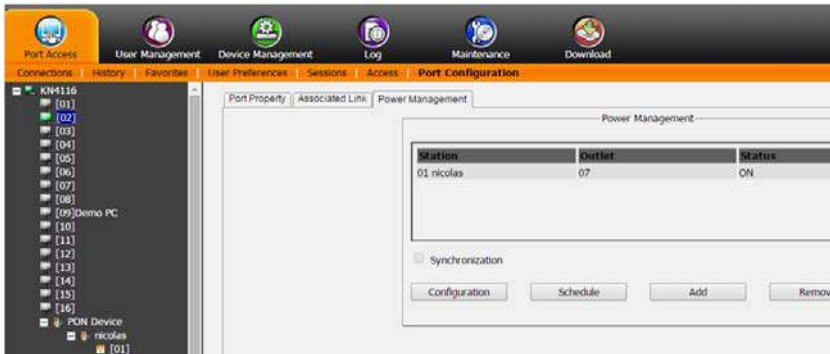 Port Access User Management Device Management Log Maintenance Download
Connections History Favorites User Preferences Sessions Access Port Configuration
KN4116
[01]
[02]
[03]
[04]
[05]
[06]
[07]
[08]
[09]Demo PC
[10]
[11]
[12]
[13]
[14]
[15]
[16]
PON Device
nicolas
[01]
Port Property Associated Link Power Management
Power Management
Station Outlet Status
01 nicolas 07 ON
Synchronization
Configuration Schedule Add Remov